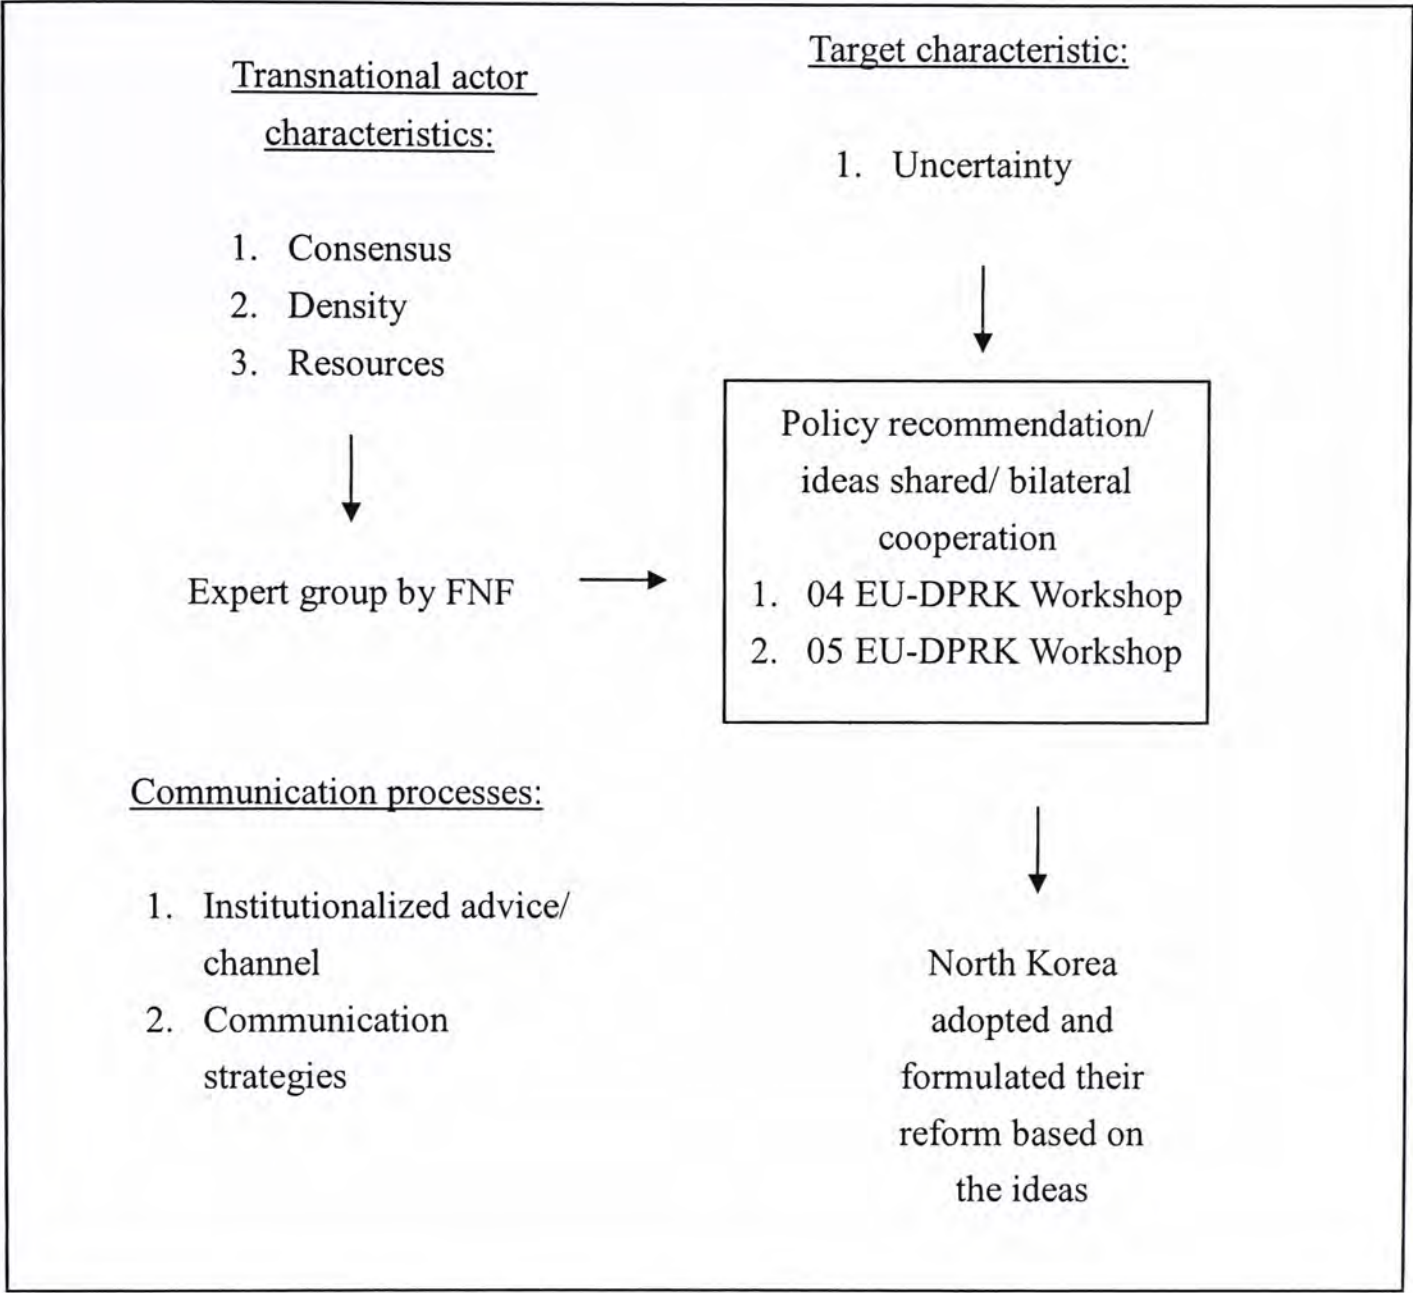 Transnational actor
characteristics:
1. Consensus
2. Density
3. Resources
Expert group by FNF
Communication processes:
1. Institutionalized advice/
channel
2. Communication
strategies
Target characteristic:
1. Uncertainty
Policy recommendation/
ideas shared/ bilateral
cooperation
1. 04 EU-DPRK Workshop
2. 05 EU-DPRK Workshop
North Korea
adopted and
formulated their
reform based on
the ideas